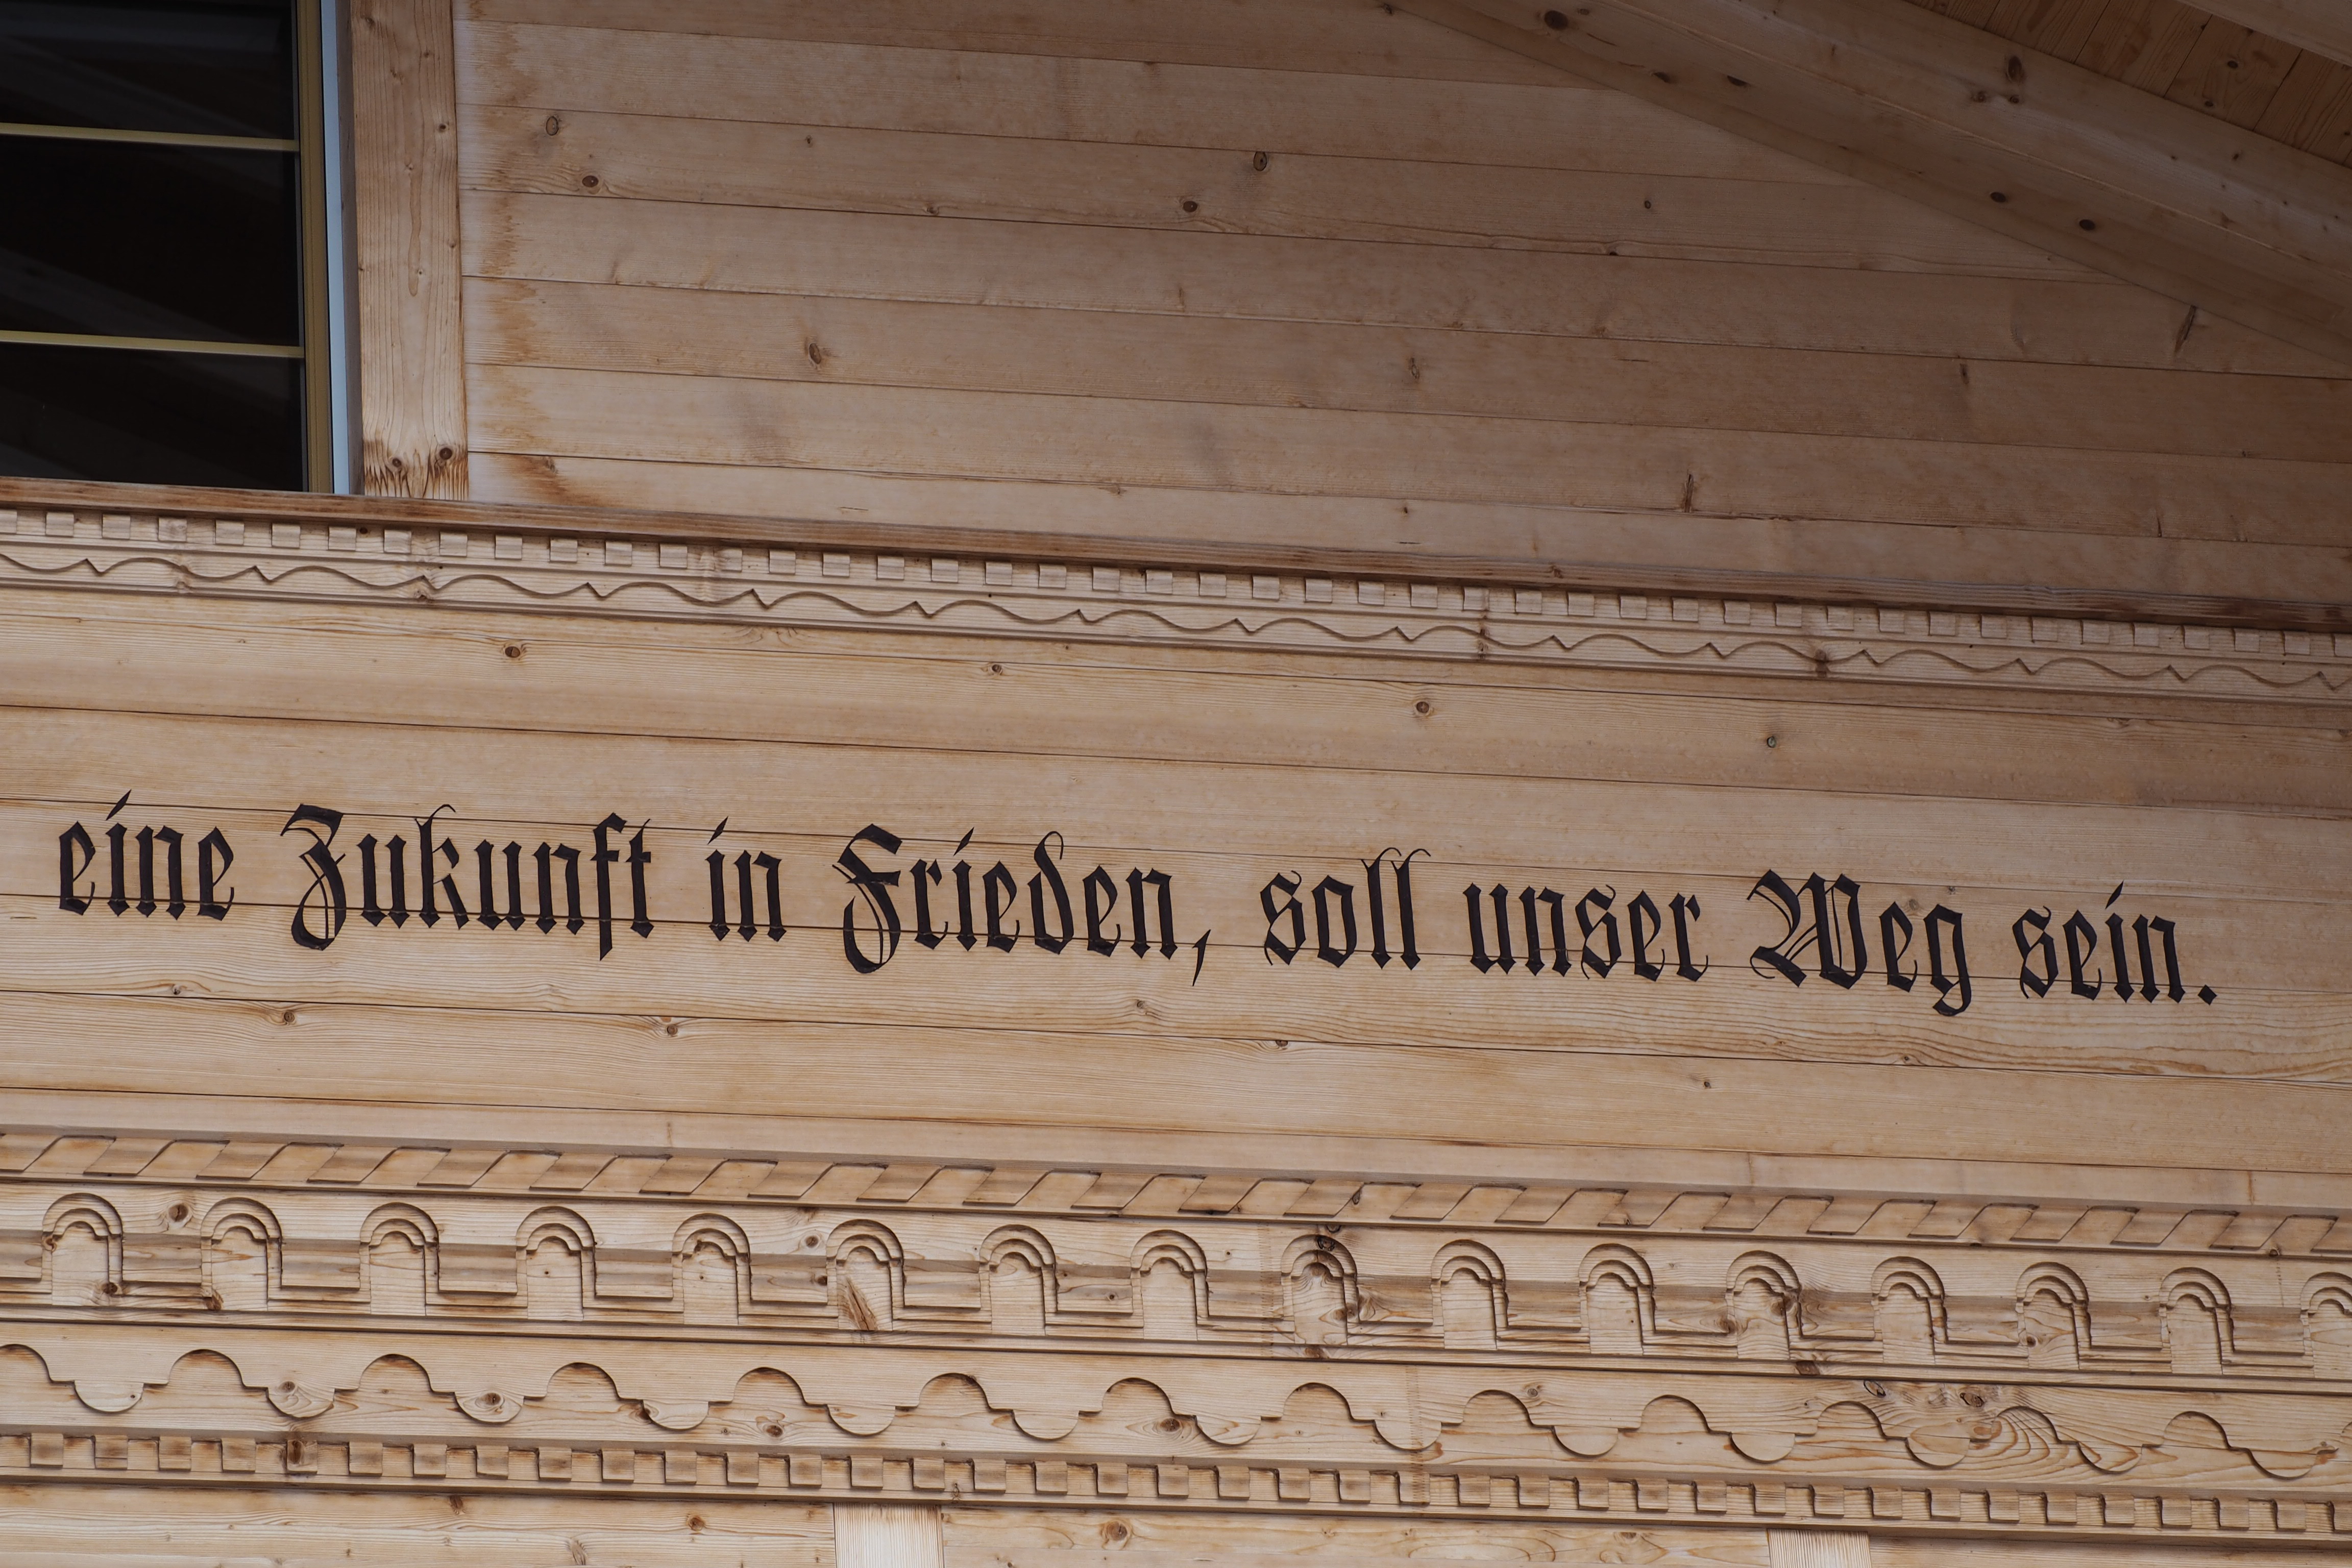 eine Zukunft in Frieden, soll unser Weg sein.